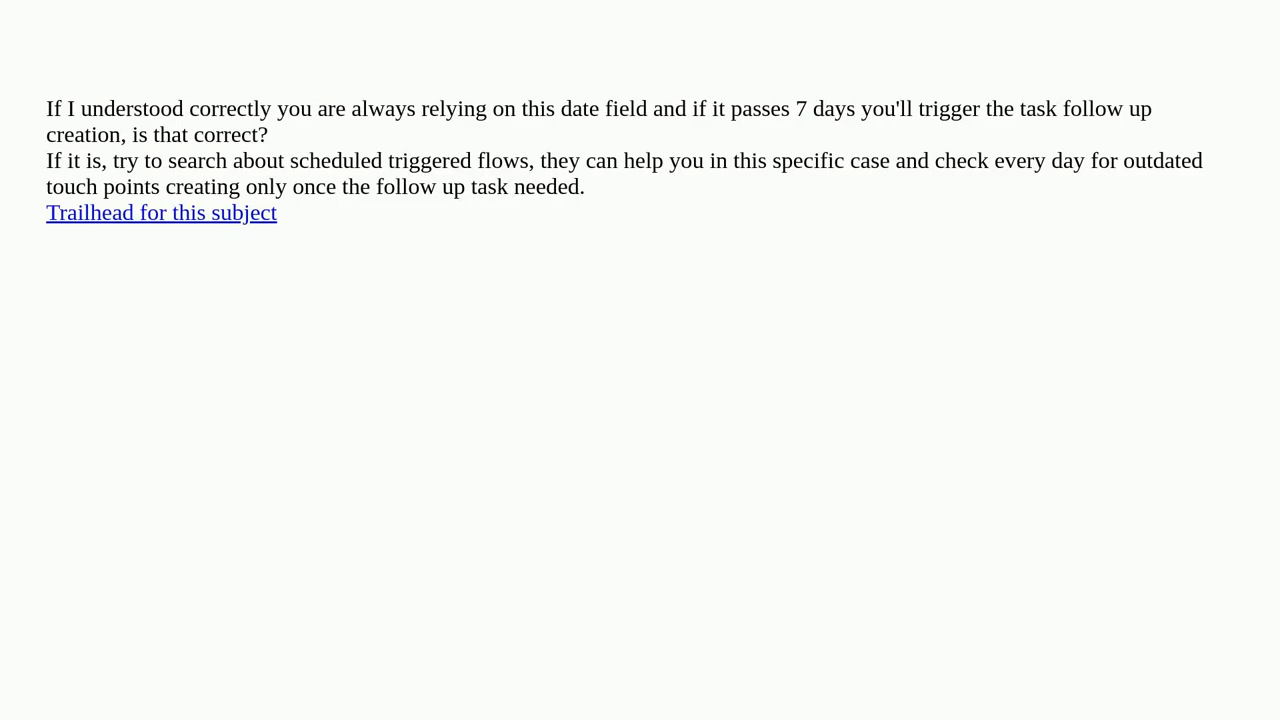 If I understood correctly you are always relying on this date field and if it passes 7 days you'll trigger the task follow up
creation, is that correct?
If it is, try to search about scheduled triggered flows, they can help you in this specific case and check every day for outdated
touch points creating only once the follow up task needed.
Trailhead for this subject